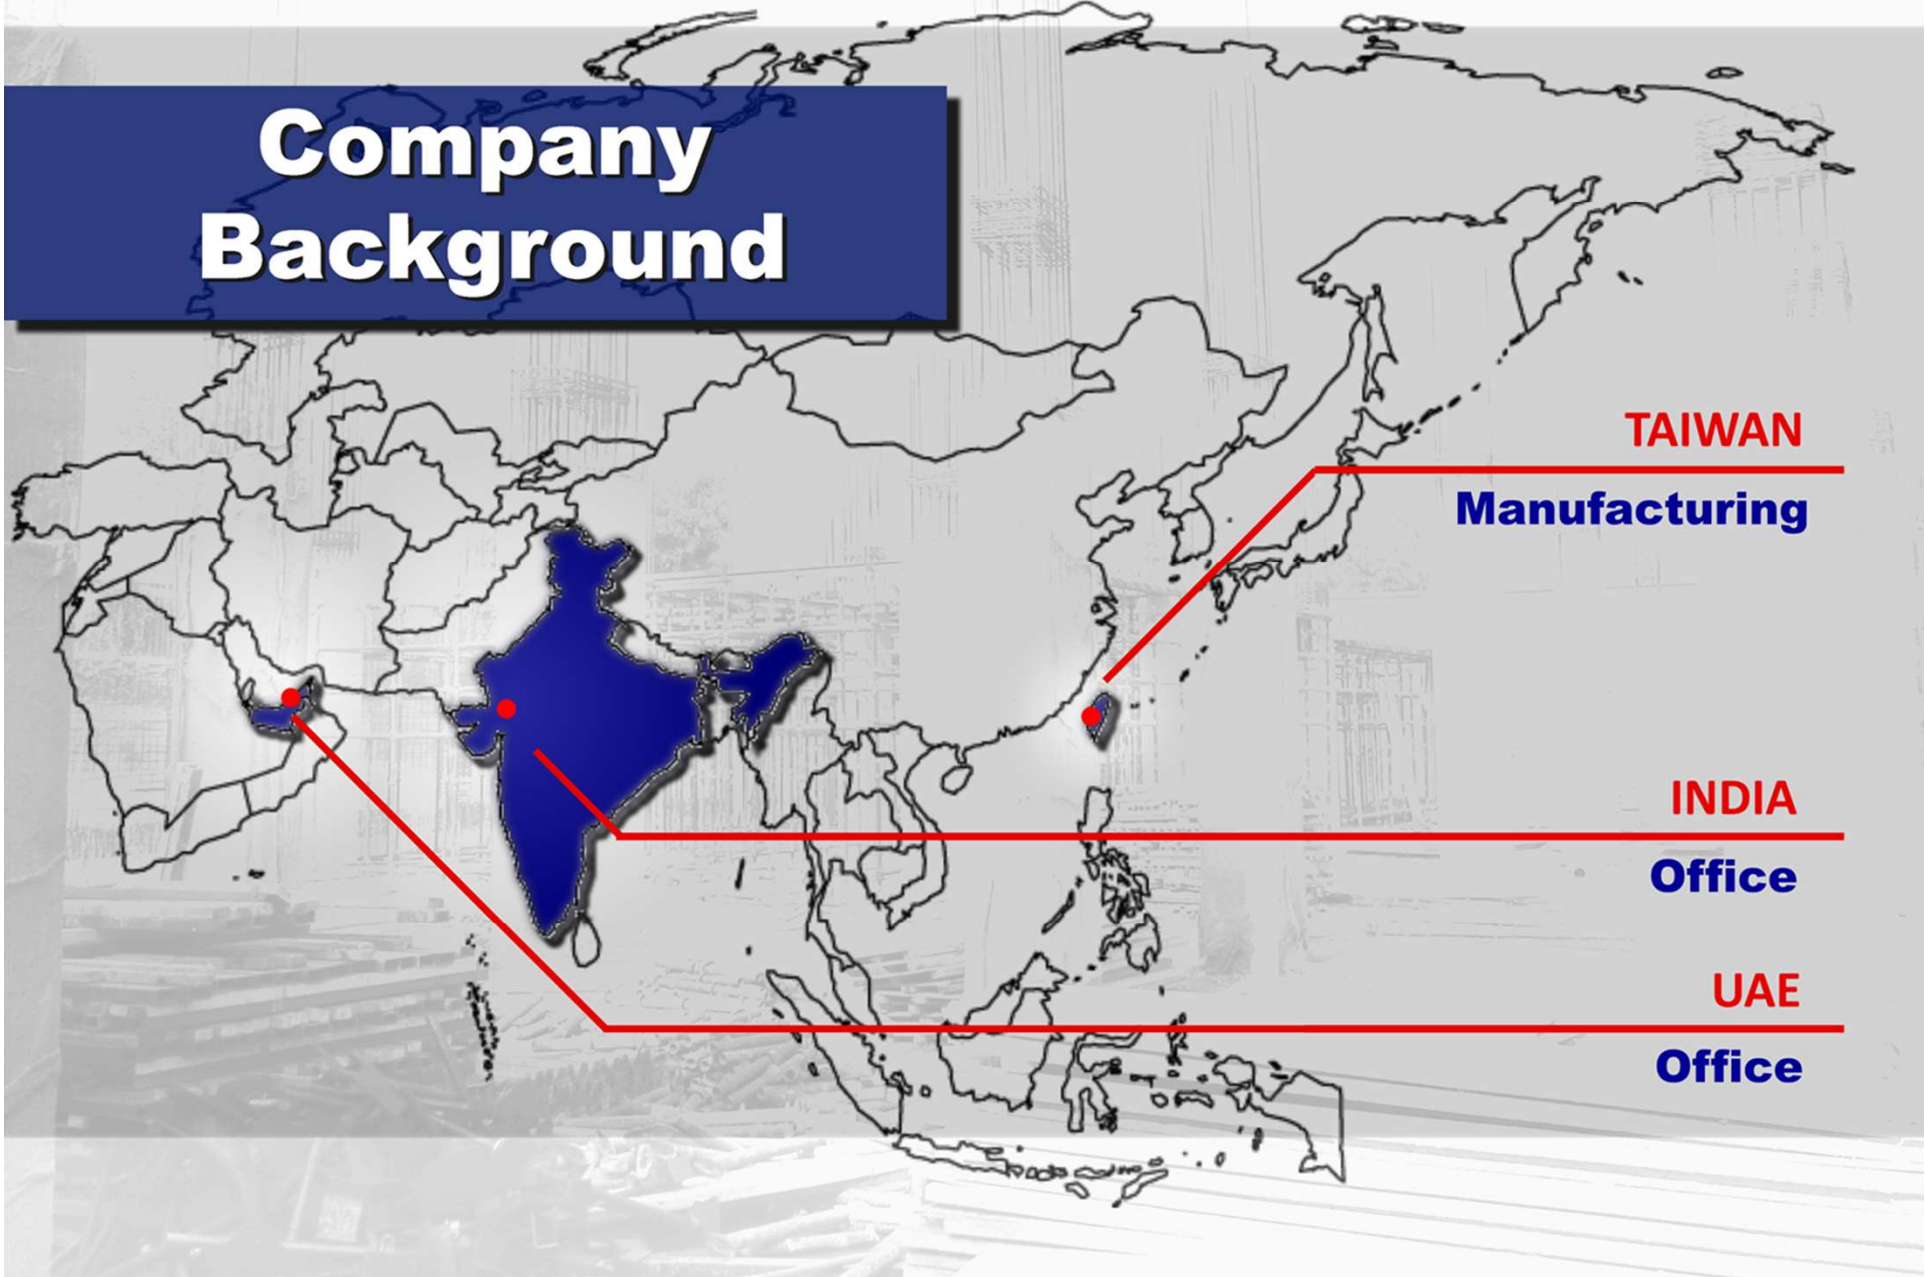 Company
Background
TAIWAN
Manufacturing
INDIA
Office
UAE
Office